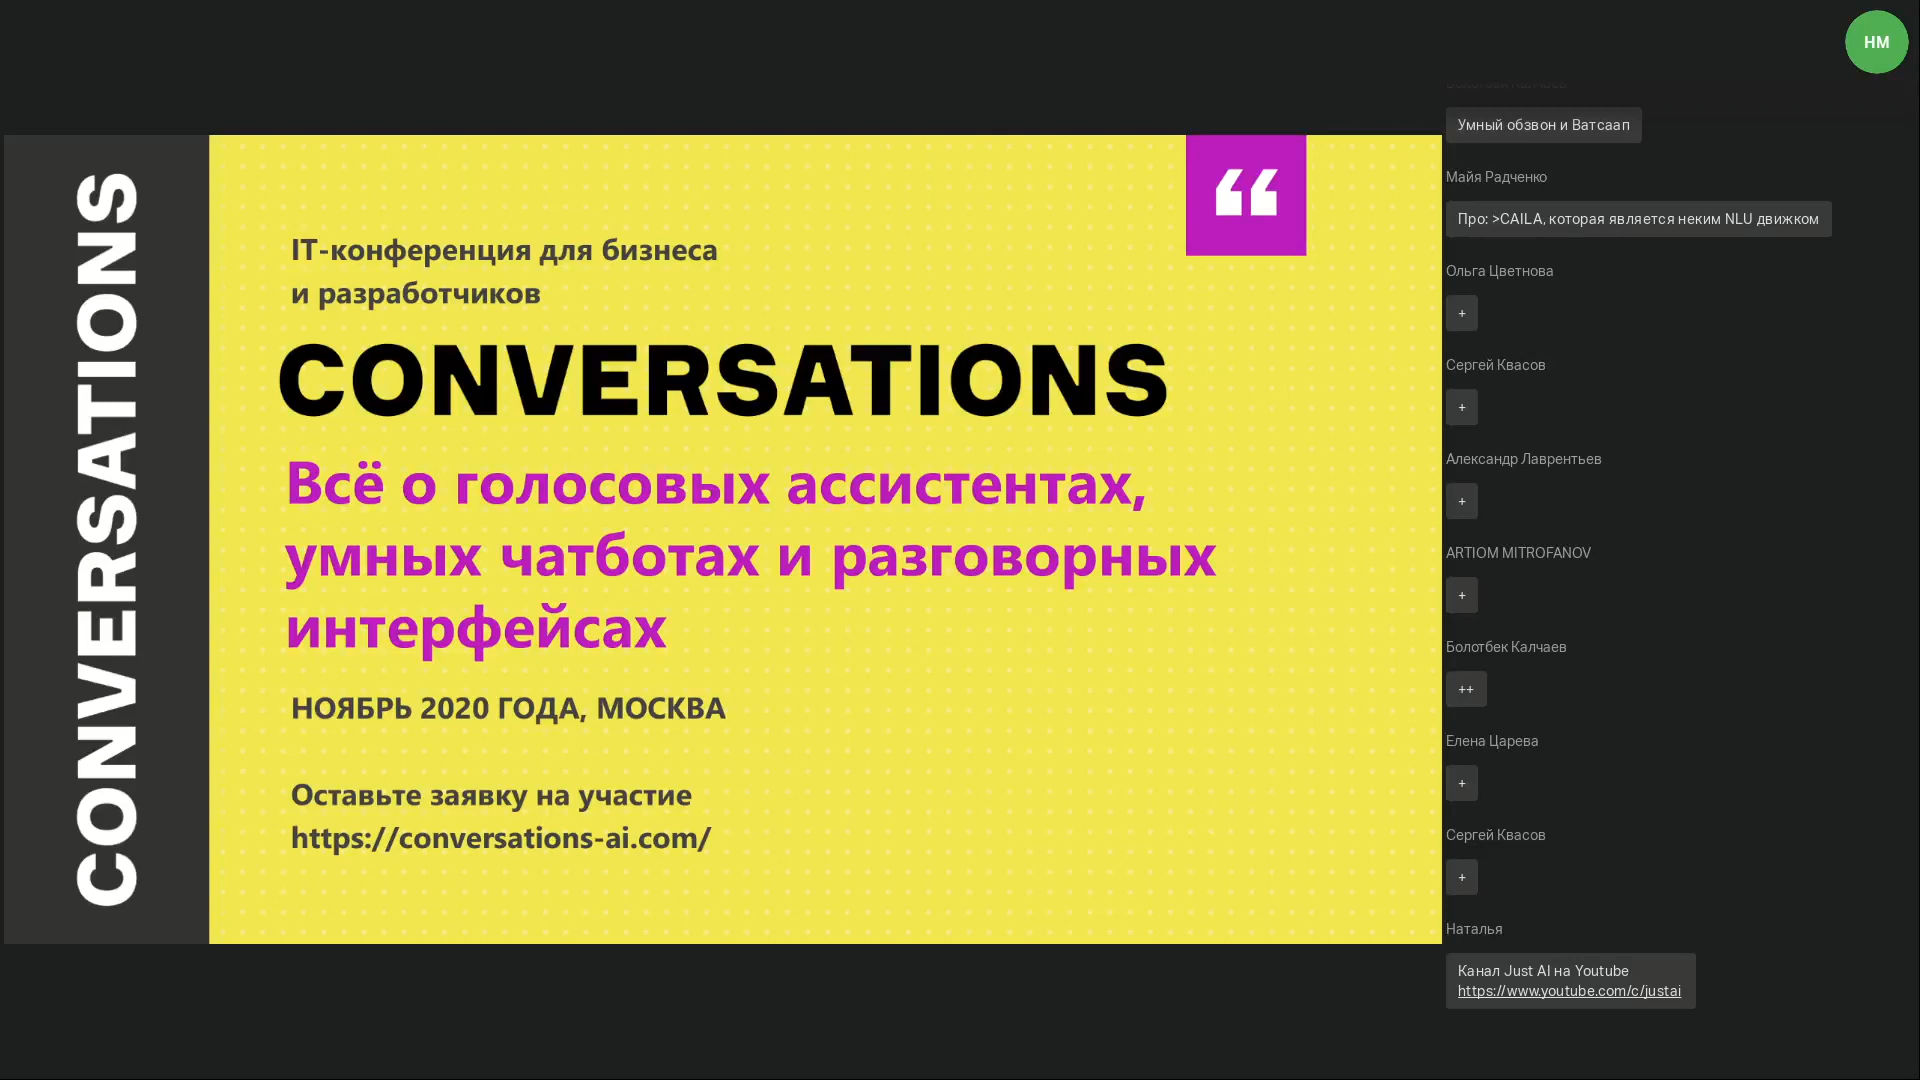 НМ
CONVERSATIONS
IT-конференция для бизнеса
и разработчиков
CONVERSATIONS
Всё о голосовых ассистентах,
умных чатботах и разговорных
интерфейсах
НОЯБРЬ 2020 ГОДА, МОСКВА
Оставьте заявку на участие
https://conversations-ai.com/
Умный обзвон и Ватсаап
Майя Радченко
Про: >CAILA, которая является неким NLU движком
Ольга Цветнова
+
Сергей Квасов
+
Александр Лаврентьев
+
ARTIOM MITROFANOV
+
Болотбек Калчаев
++
Елена Царева
+
Сергей Квасов
+
Наталья
Канал Just AI на Youtube
https://www.youtube.com/c/justai